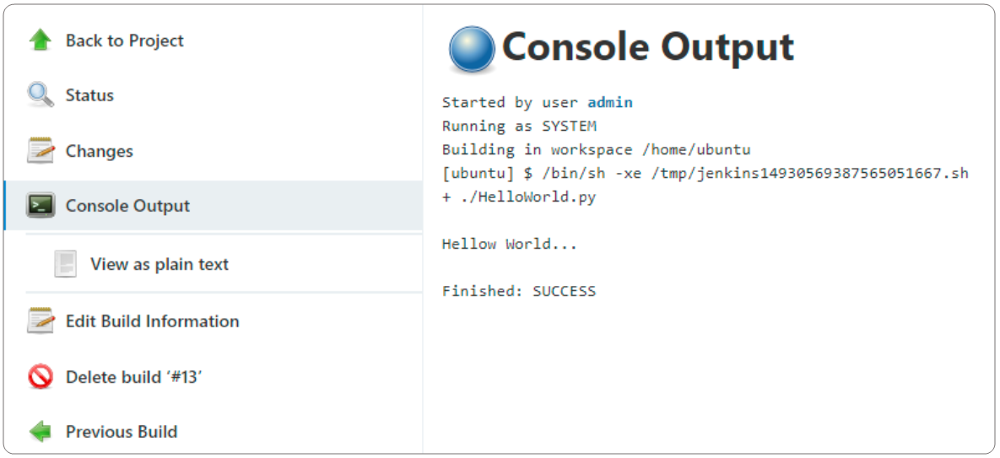 Back to Project
Status
Changes
Console Output
View as plain text
Edit Build Information
Delete build ‘#13’
Previous Build
Console Output
Started by user admin
Running as SYSTEM
Building in workspace /home/ubuntu
[ubuntu] $ /bin/sh -xe /tmp/jenkins14930569387565051667.sh
+ ./HelloWorld.py
Hellow World...
Finished: SUCCESS